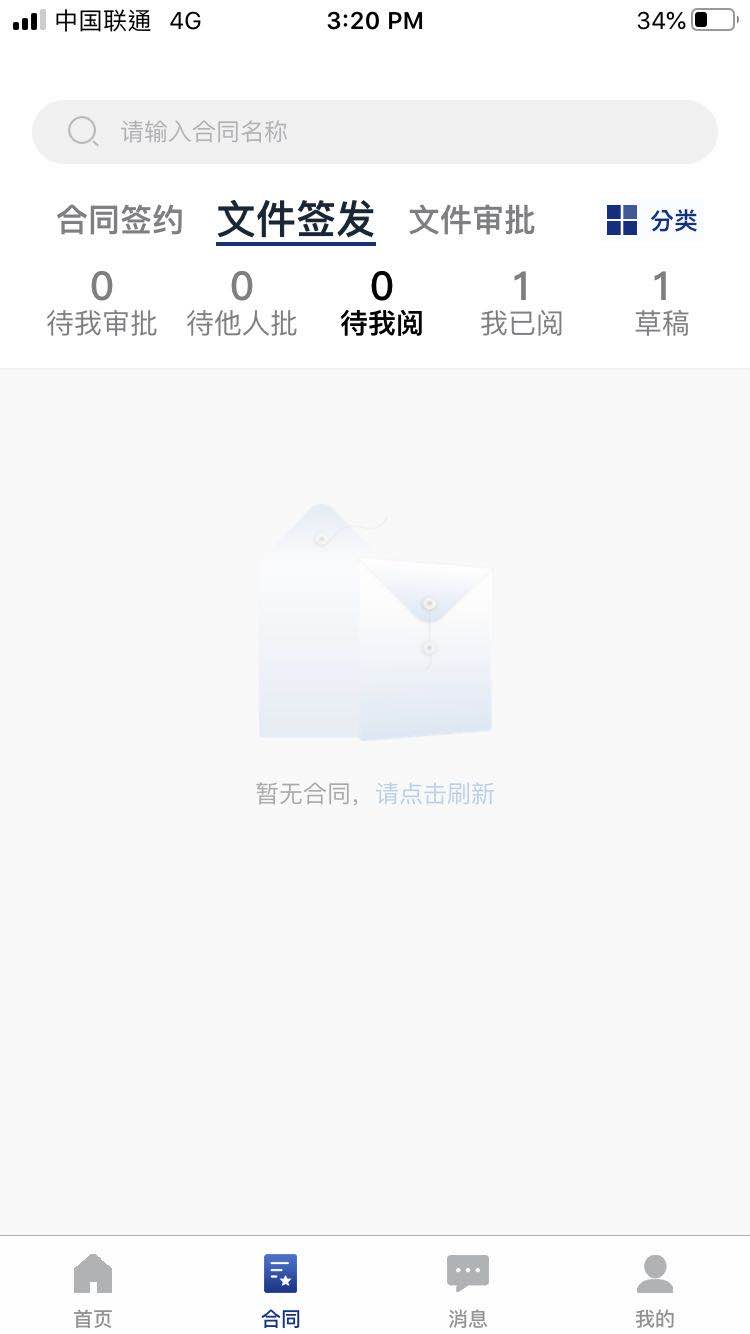 中国联通 4G 3:20 PM 34%
请输入合同名称
合同签约 文件签发 文件审批 分类
0 0 0 1 1
待我审批 待他人批 待我阅 我已阅 草稿
暂无合同，请点击刷新
首页 合同 消息 我的